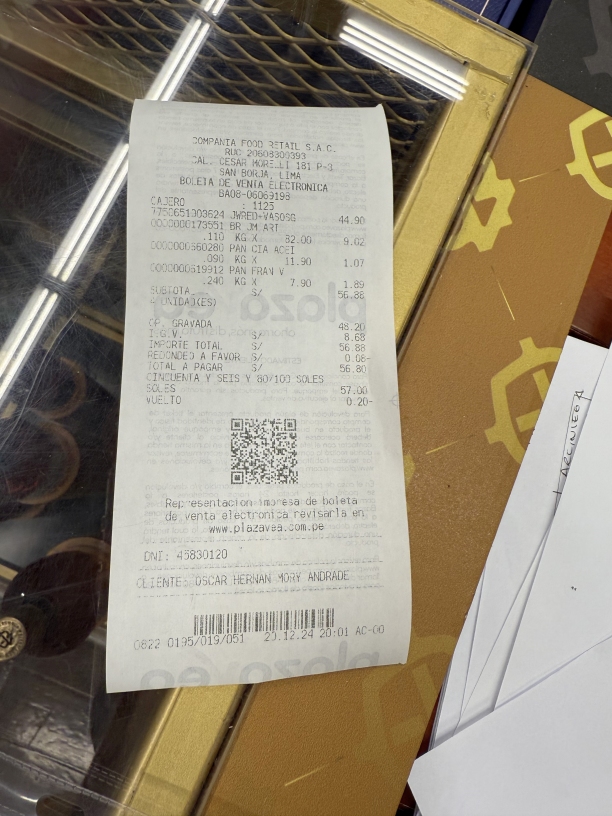 COMPANIA FOOD RETAIL S.A.C.
RUC 20608300393
CAL. CESAR MORELLI 181 P-3
SAN BORJA, LIMA
BOLETA DE VENTA ELECTRONICA
BA08-06069198
CAJERO : 1123
7750651003624 JWRED+VASOSG 44.90
0000000173551 BR JM ART
.110 KG X 82.00 9.02
0000000560280 PAN CIA ACEI
.090 KG X 11.90 1.07
0000000619912 PAN FRAN V
.240 KG X 7.90 1.89
SUBTOTAL S/ 56.88
4 UNIDAD(ES)
OP. GRAVADA 48.20
I.G.V. S/ 8.68
IMPORTE TOTAL S/ 56.88
REDONDEO A FAVOR S/ 0.08-
TOTAL A PAGAR S/ 56.80
CINCUENTA Y SEIS Y 80/100 SOLES
SOLES 57.00
VUELTO 0.20-
Representacion impresa de boleta
de venta electronica revisarla en
www.plazavea.com.pe
DNI: 45830120
CLIENTE: OSCAR HERNAN MORY ANDRADE
0822 0195/019/051 20.12.24 20:01 AC-00